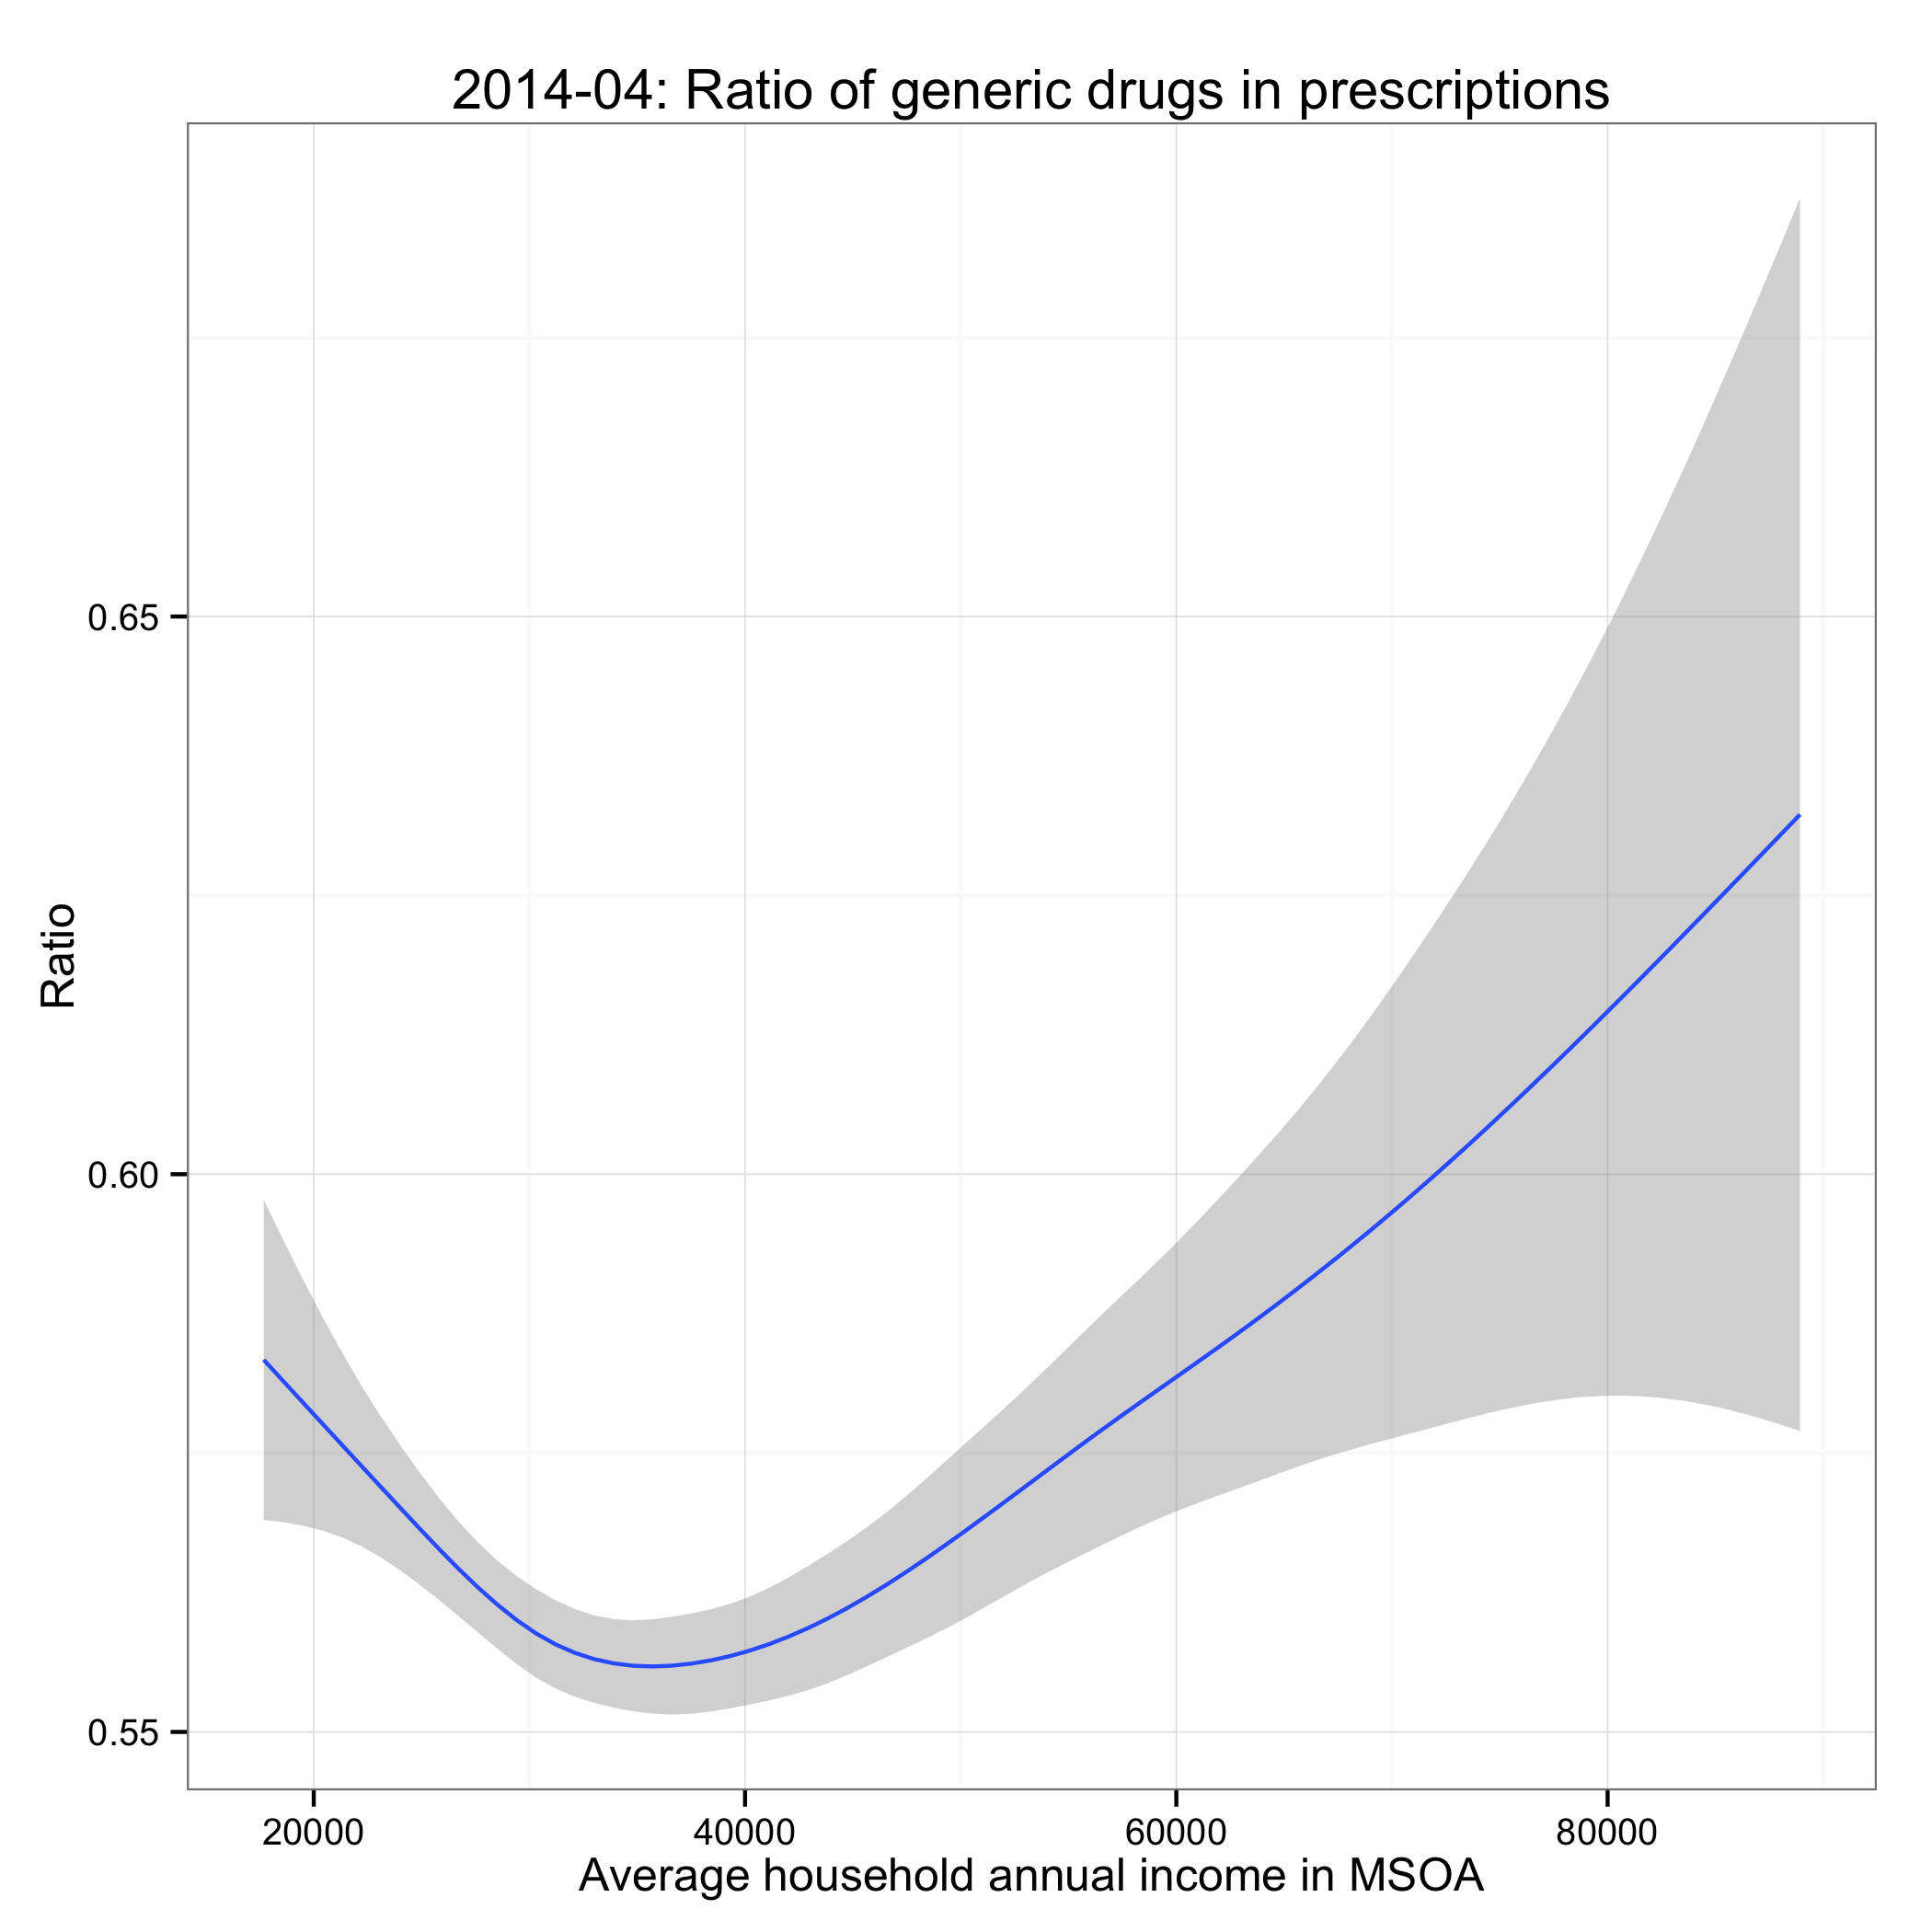 2014-04: Ratio of generic drugs in prescriptions
Ratio
0.65
0.60
0.55
20000 40000 60000 80000
Average household annual income in MSOA